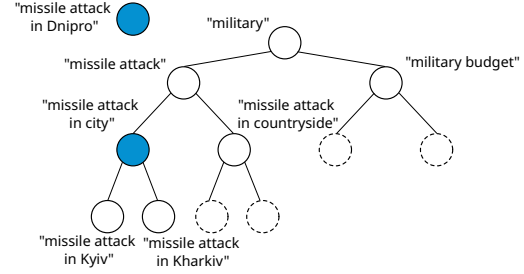 "missile attack
in Dnipro"
"military"
"missile attack"
"military budget"
"missile attack
in city"
"missile attack
in countryside"
"missile attack
in Kyiv"
"missile attack
in Kharkiv"